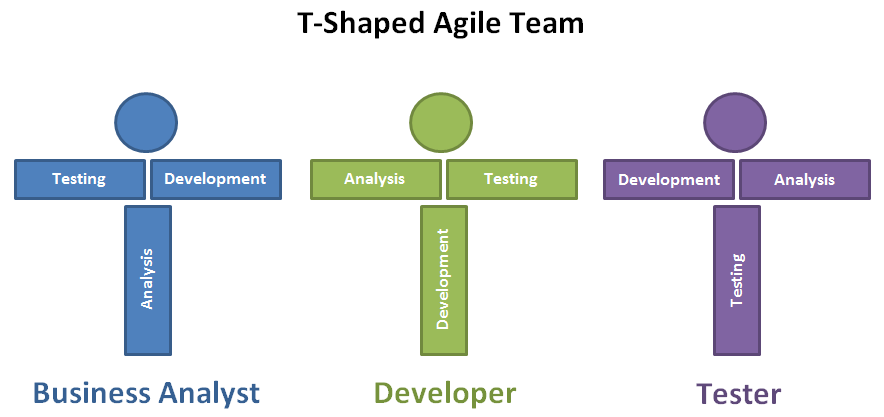 T-Shaped Agile Team
Testing
Development
Analysis
Business Analyst
Analysis
Testing
Development
Developer
Development
Analysis
Testing
Tester